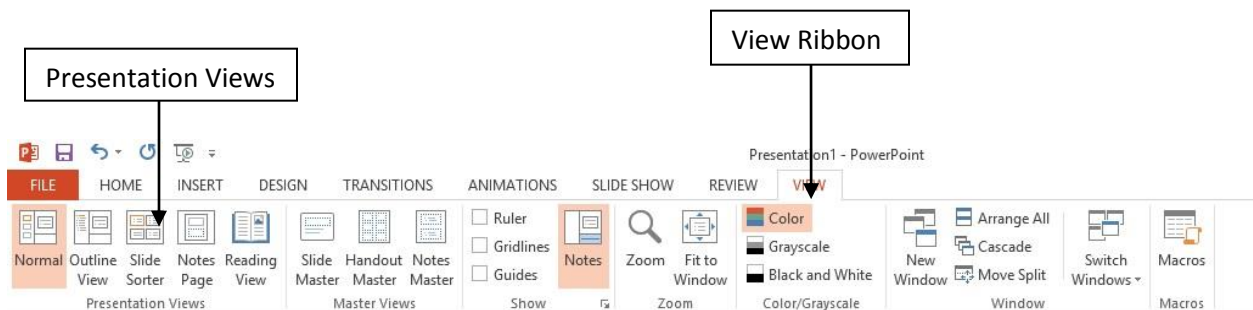 View Ribbon
Presentation Views
Presentation1 - PowerPoint
FILE HOME INSERT DESIGN TRANSITIONS ANIMATIONS SLIDE SHOW REVIEW VIEW
Normal
Outline View
Slide Sorter
Notes Page
Reading View
Presentation Views
Slide Master
Handout Master
Notes Master
Master Views
Ruler
Gridlines
Guides
Notes
Show
Zoom
Fit to Window
Zoom
Color
Grayscale
Black and White
Color/Grayscale
New Window
Arrange All
Cascade
Move Split
Switch Windows
Window
Macros
Macros